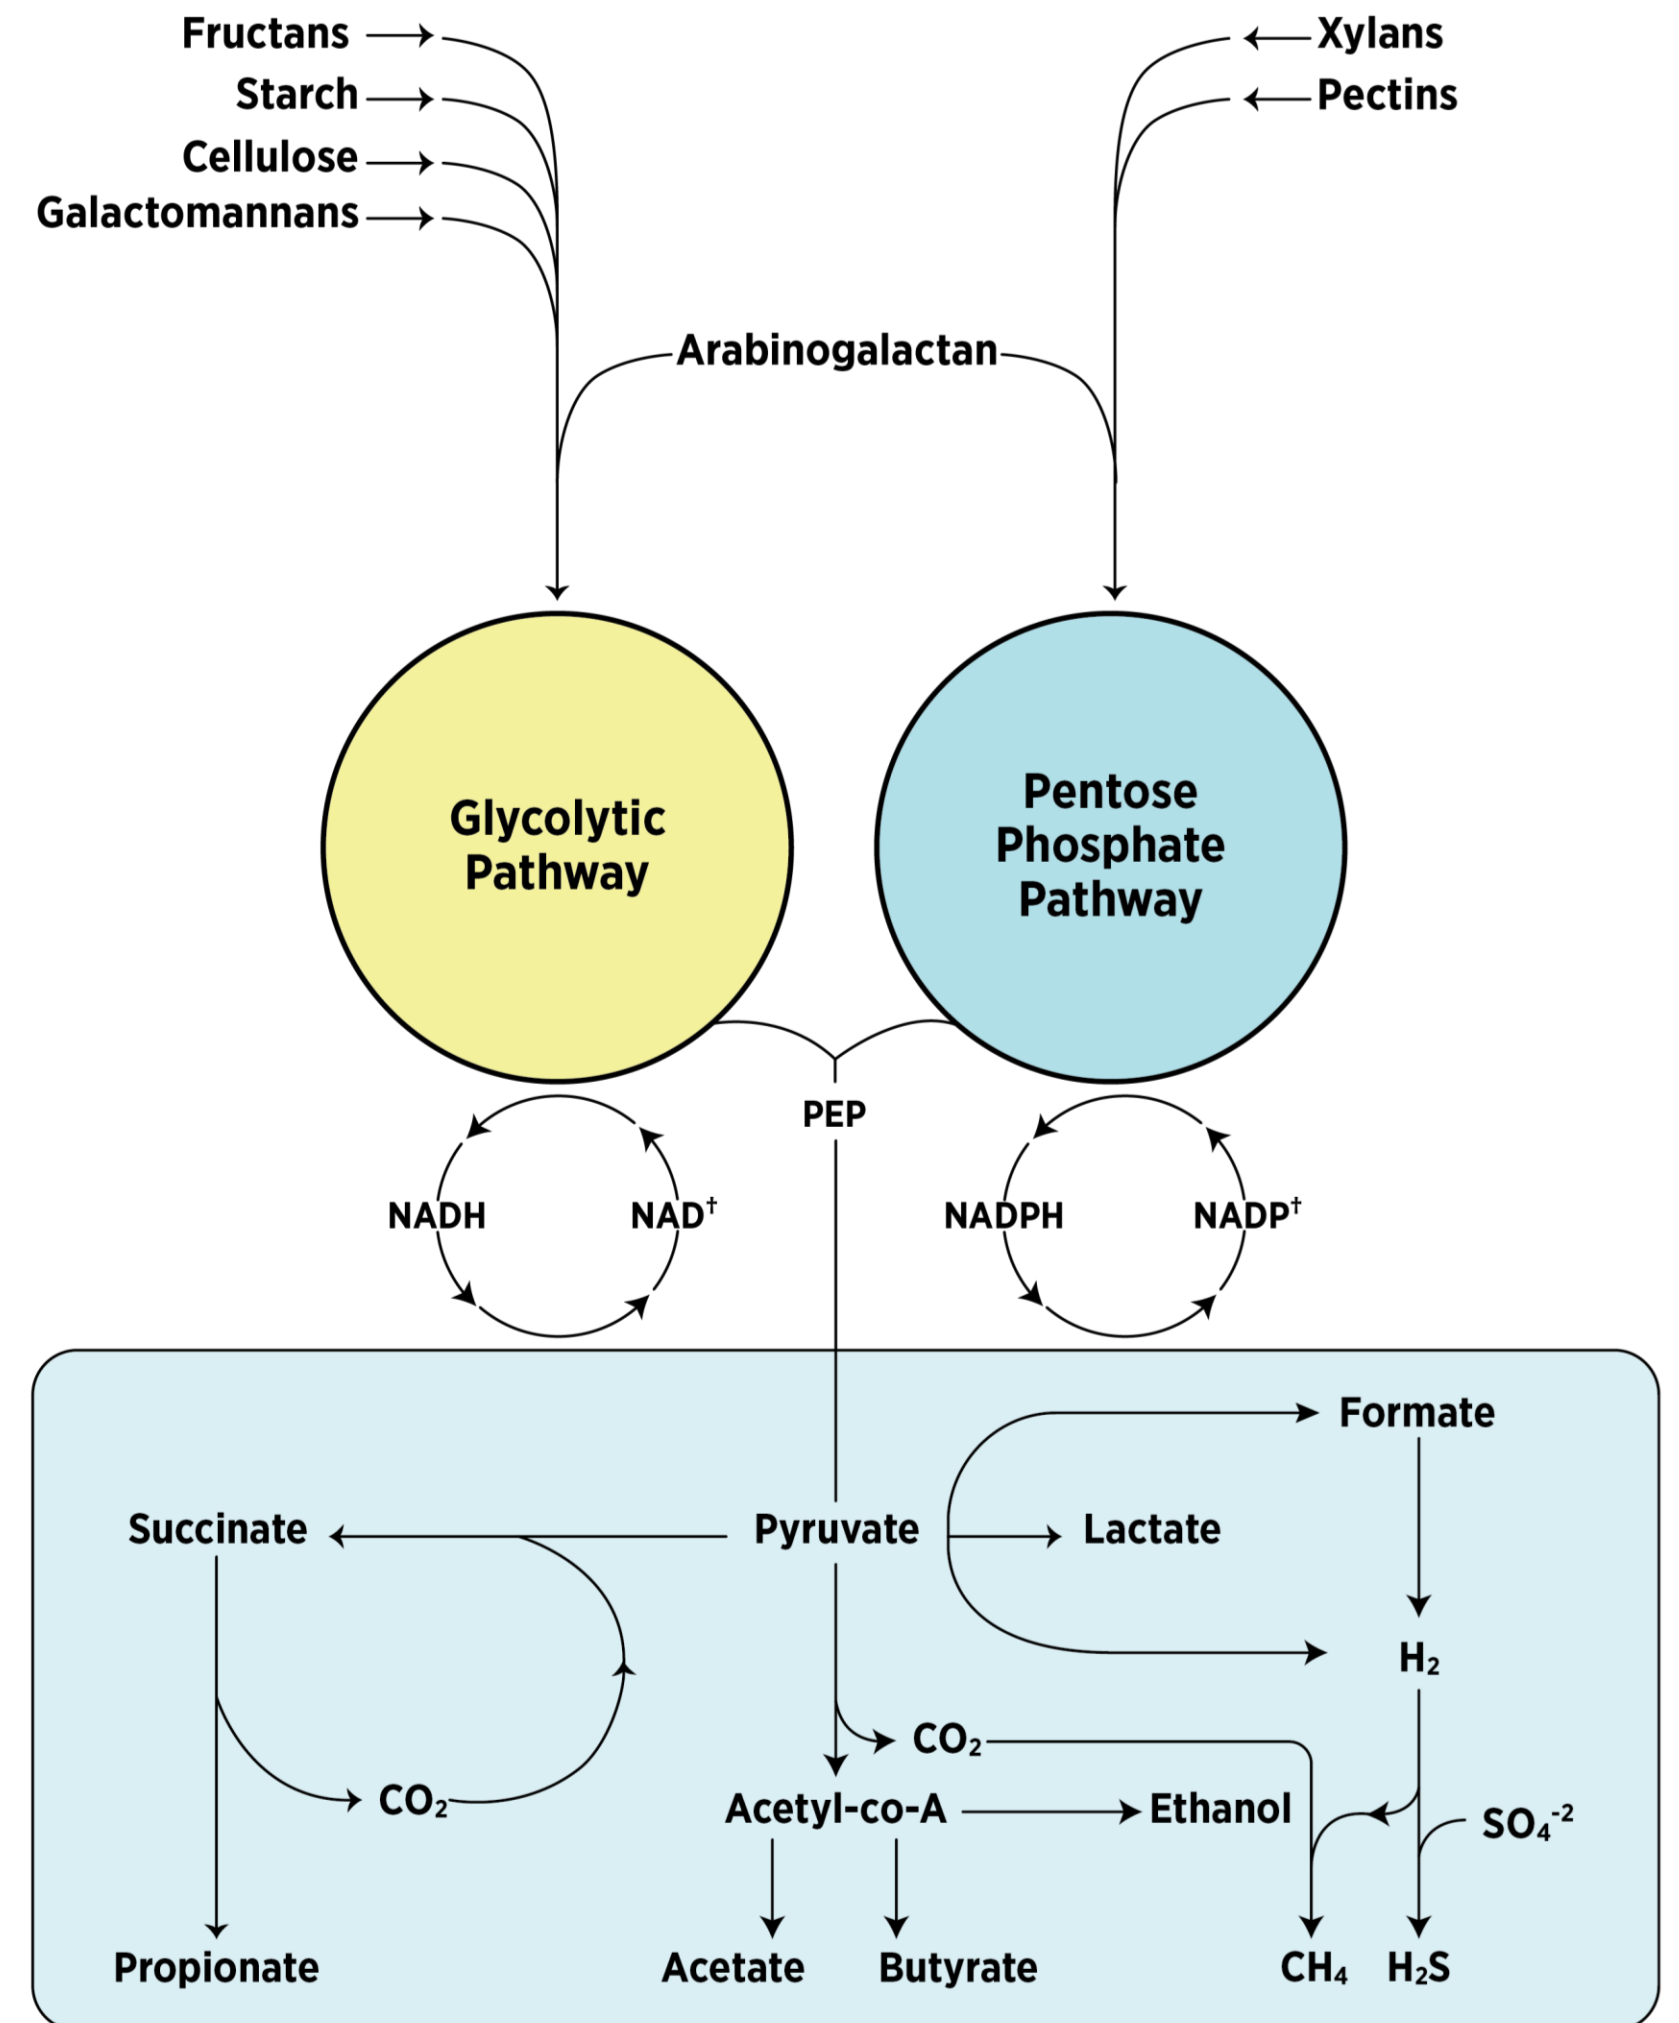 Fructans
Starch
Cellulose
Galactomannans
Xylans
Pectins
Arabinogalactan
Glycolytic
Pathway
Pentose
Phosphate
Pathway
PEP
NADH
NAD†
NADPH
NADP†
Formate
Succinate
Pyruvate
Lactate
H₂
CO₂
CO₂
Acetyl-co-A
Ethanol
SO₄⁻²
Propionate
Acetate
Butyrate
CH₄
H₂S